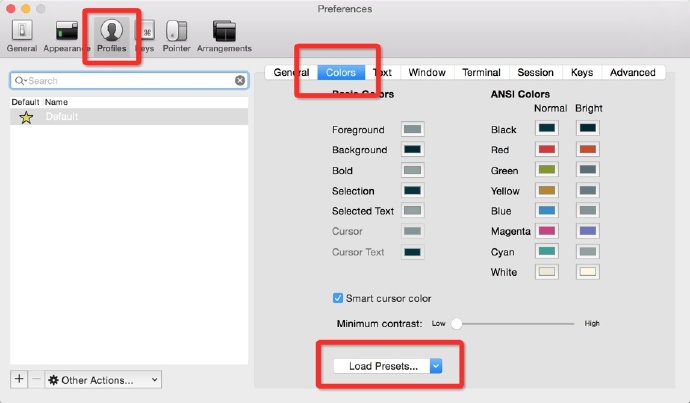 Preferences
General Appearance Profiles Keys Pointer Arrangements
Search
General Colors Text Window Terminal Session Keys Advanced
Default Name
Default
Basic Colors
Foreground
Background
Bold
Selection
Selected Text
Cursor
Cursor Text
ANSI Colors
Normal Bright
Black
Red
Green
Yellow
Blue
Magenta
Cyan
White
Smart cursor color
Minimum contrast: Low High
Load Presets...
+ − Other Actions...